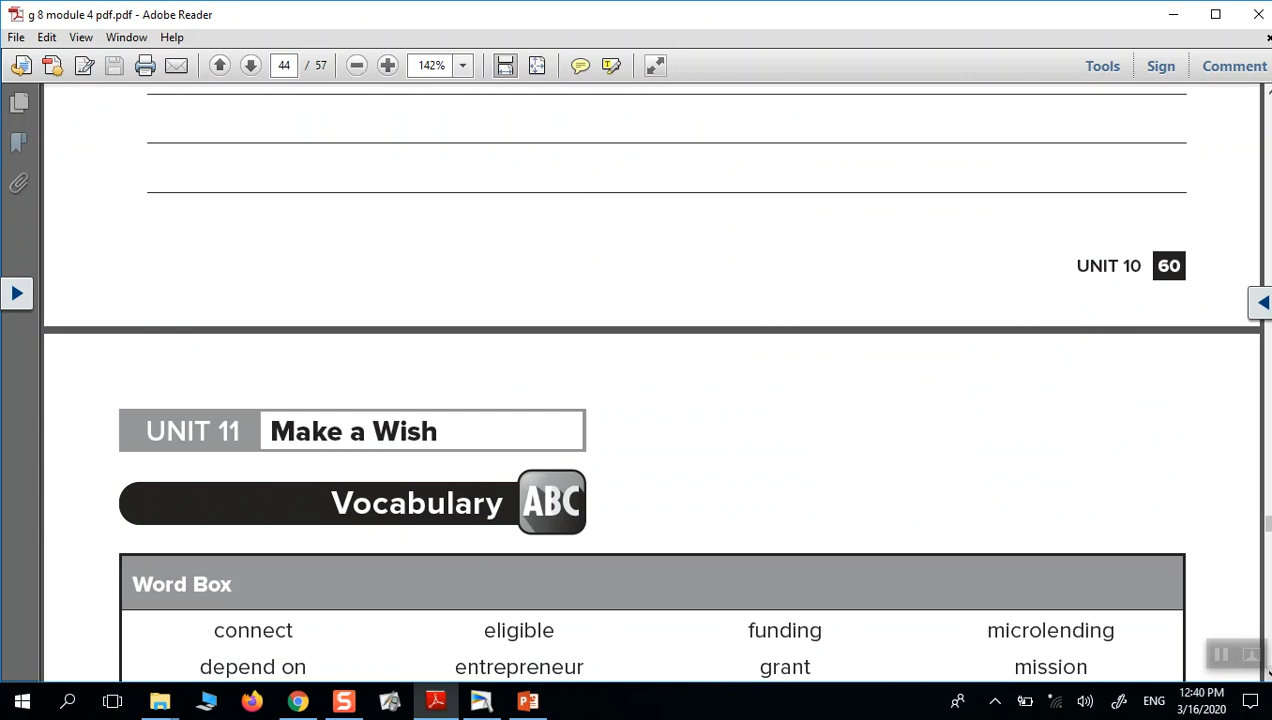 g 8 module 4 pdf.pdf - Adobe Reader
File Edit View Window Help
44 / 57 142% Tools Sign Comment
UNIT 10 60
UNIT 11 Make a Wish
Vocabulary ABC
Word Box
connect eligible funding microlending
depend on entrepreneur grant mission
ENG 12:40 PM
3/16/2020